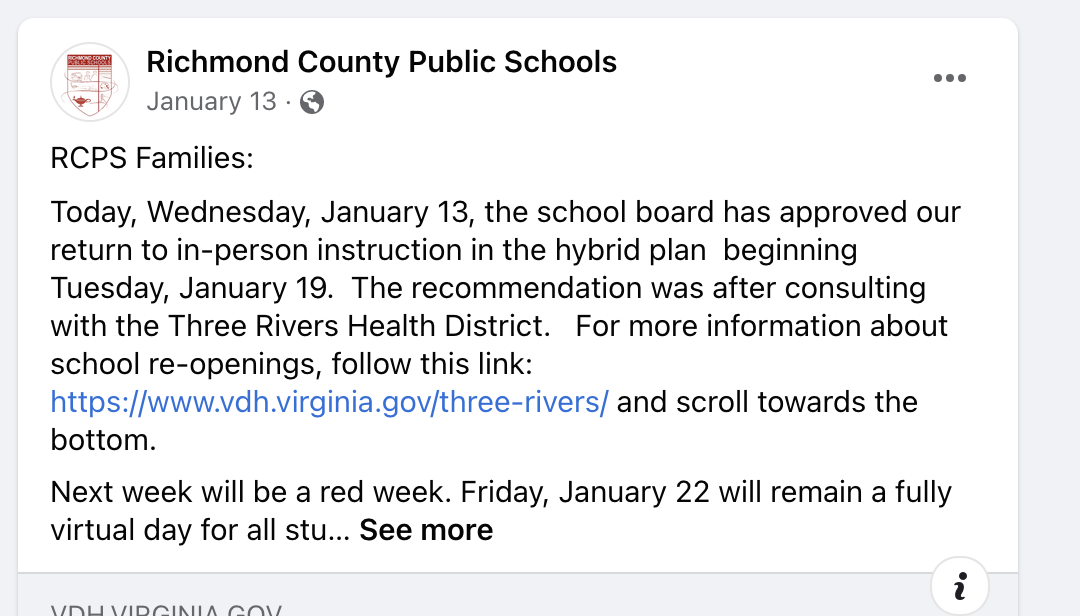 RICHMOND COUNTY
PUBLIC SCHOOLS
Richmond County Public Schools
January 13 ·
RCPS Families:
Today, Wednesday, January 13, the school board has approved our
return to in-person instruction in the hybrid plan  beginning
Tuesday, January 19.  The recommendation was after consulting
with the Three Rivers Health District.   For more information about
school re-openings, follow this link:
https://www.vdh.virginia.gov/three-rivers/ and scroll towards the
bottom.
Next week will be a red week. Friday, January 22 will remain a fully
virtual day for all stu... See more
i
VDH.VIRGINIA.GOV